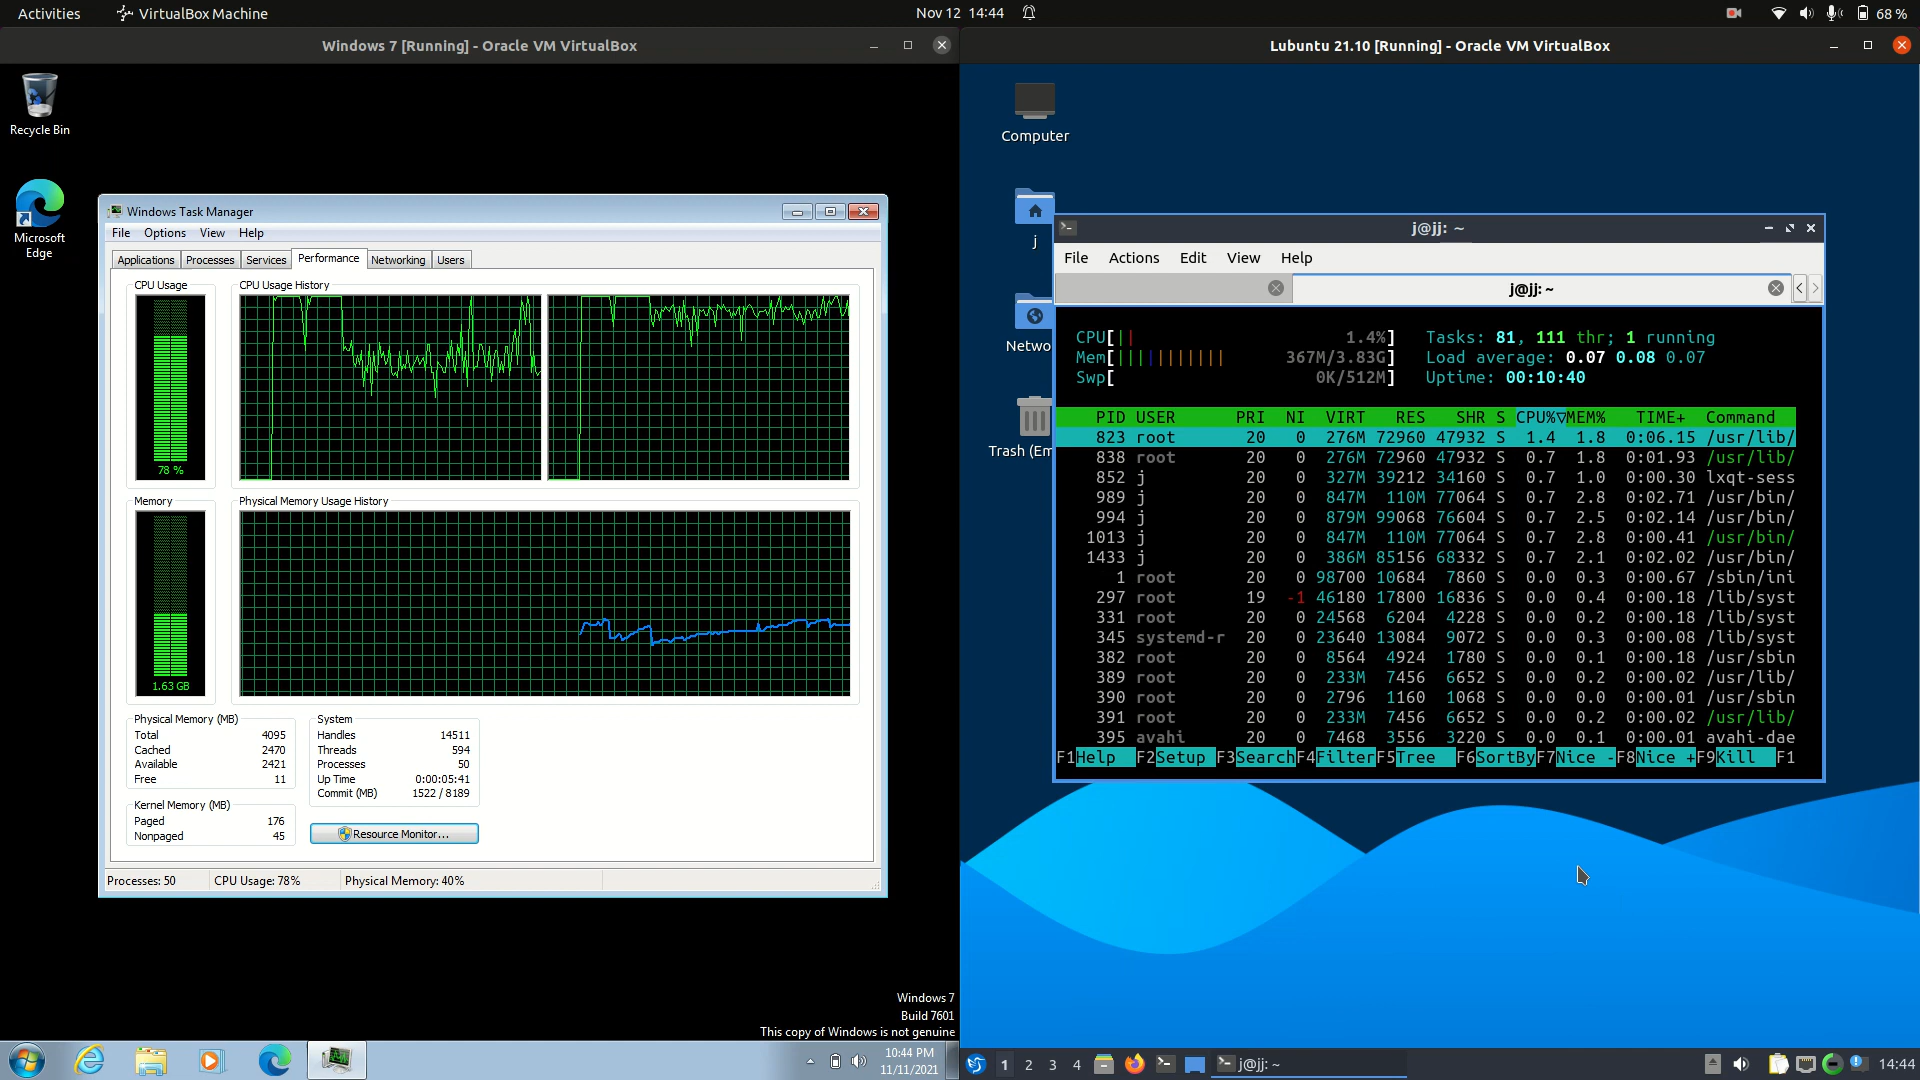 Activities
VirtualBox Machine
Nov 12 14:44
68 %
Windows 7 [Running] - Oracle VM VirtualBox
Recycle Bin
Microsoft
Edge
Windows Task Manager
File Options View Help
Applications Processes Services Performance Networking Users
CPU Usage
CPU Usage History
78 %
Memory
Physical Memory Usage History
1.63 GB
Physical Memory (MB)
Total 4095
Cached 2470
Available 2421
Free 11
Kernel Memory (MB)
Paged 176
Nonpaged 45
System
Handles 14511
Threads 594
Processes 50
Up Time 0:00:05:41
Commit (MB) 1522 / 8189
Resource Monitor...
Processes: 50 CPU Usage: 78% Physical Memory: 40%
Windows 7
Build 7601
This copy of Windows is not genuine
10:44 PM
11/11/2021
Lubuntu 21.10 [Running] - Oracle VM VirtualBox
Computer
j
Netwo
Trash (Em
j@jj: ~
File Actions Edit View Help
j@jj: ~
CPU[|| 1.4%] Tasks: 81, 111 thr; 1 running
Mem[||||||||||| 367M/3.83G] Load average: 0.07 0.08 0.07
Swp[ 0K/512M] Uptime: 00:10:40
PID USER PRI NI VIRT RES SHR S CPU%▽MEM% TIME+ Command
823 root 20 0 276M 72960 47932 S 1.4 1.8 0:06.15 /usr/lib/
838 root 20 0 276M 72960 47932 S 0.7 1.8 0:01.93 /usr/lib/
852 j 20 0 327M 39212 34160 S 0.7 1.0 0:00.30 lxqt-sess
989 j 20 0 847M 110M 77064 S 0.7 2.8 0:02.71 /usr/bin/
994 j 20 0 879M 99068 76604 S 0.7 2.5 0:02.14 /usr/bin/
1013 j 20 0 847M 110M 77064 S 0.7 2.8 0:00.41 /usr/bin/
1433 j 20 0 386M 85156 68332 S 0.7 2.1 0:02.02 /usr/bin/
1 root 20 0 98700 10684 7860 S 0.0 0.3 0:00.67 /sbin/ini
297 root 19 -1 46180 17800 16836 S 0.0 0.4 0:00.18 /lib/syst
331 root 20 0 24568 6204 4228 S 0.0 0.2 0:00.18 /lib/syst
345 systemd-r 20 0 23640 13084 9072 S 0.0 0.3 0:00.08 /lib/syst
382 root 20 0 8564 4924 1780 S 0.0 0.1 0:00.18 /usr/sbin
389 root 20 0 233M 7456 6652 S 0.0 0.2 0:00.02 /usr/lib/
390 root 20 0 2796 1160 1068 S 0.0 0.0 0:00.01 /usr/sbin
391 root 20 0 233M 7456 6652 S 0.0 0.2 0:00.02 /usr/lib/
395 avahi 20 0 7468 3556 3220 S 0.0 0.1 0:00.01 avahi-dae
F1Help F2Setup F3SearchF4FilterF5Tree F6SortByF7Nice -F8Nice +F9Kill F1
1 2 3 4
j@jj: ~
14:44